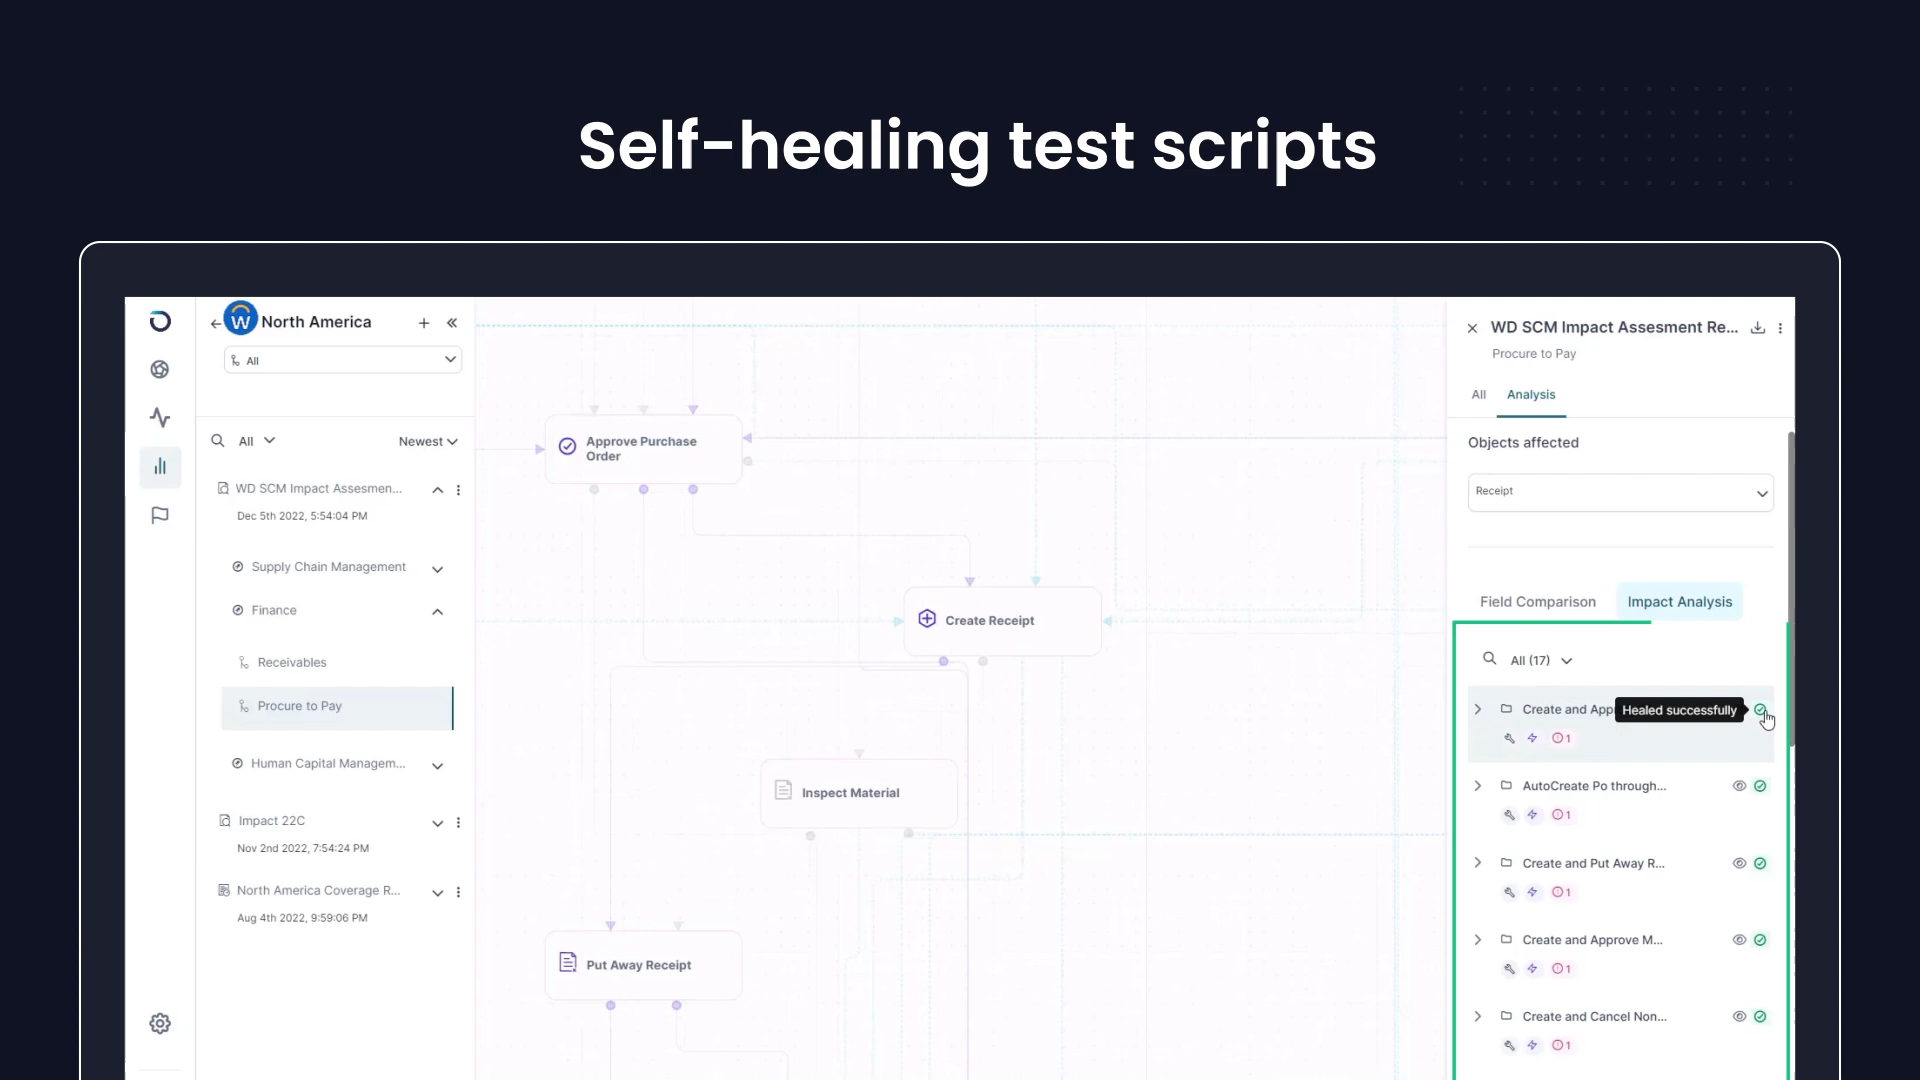 Self-healing test scripts
W
North America
All
All
Newest
WD SCM Impact Assesmen...
Dec 5th 2022, 5:54:04 PM
Supply Chain Management
Finance
Receivables
Procure to Pay
Human Capital Managem...
Impact 22C
Nov 2nd 2022, 7:54:24 PM
North America Coverage R...
Aug 4th 2022, 9:59:06 PM
Approve Purchase
Order
Create Receipt
Inspect Material
Put Away Receipt
WD SCM Impact Assesment Re...
Procure to Pay
All
Analysis
Objects affected
Receipt
Field Comparison
Impact Analysis
All (17)
Create and App
Healed successfully
1
AutoCreate Po through...
1
Create and Put Away R...
1
Create and Approve M...
1
Create and Cancel Non...
1